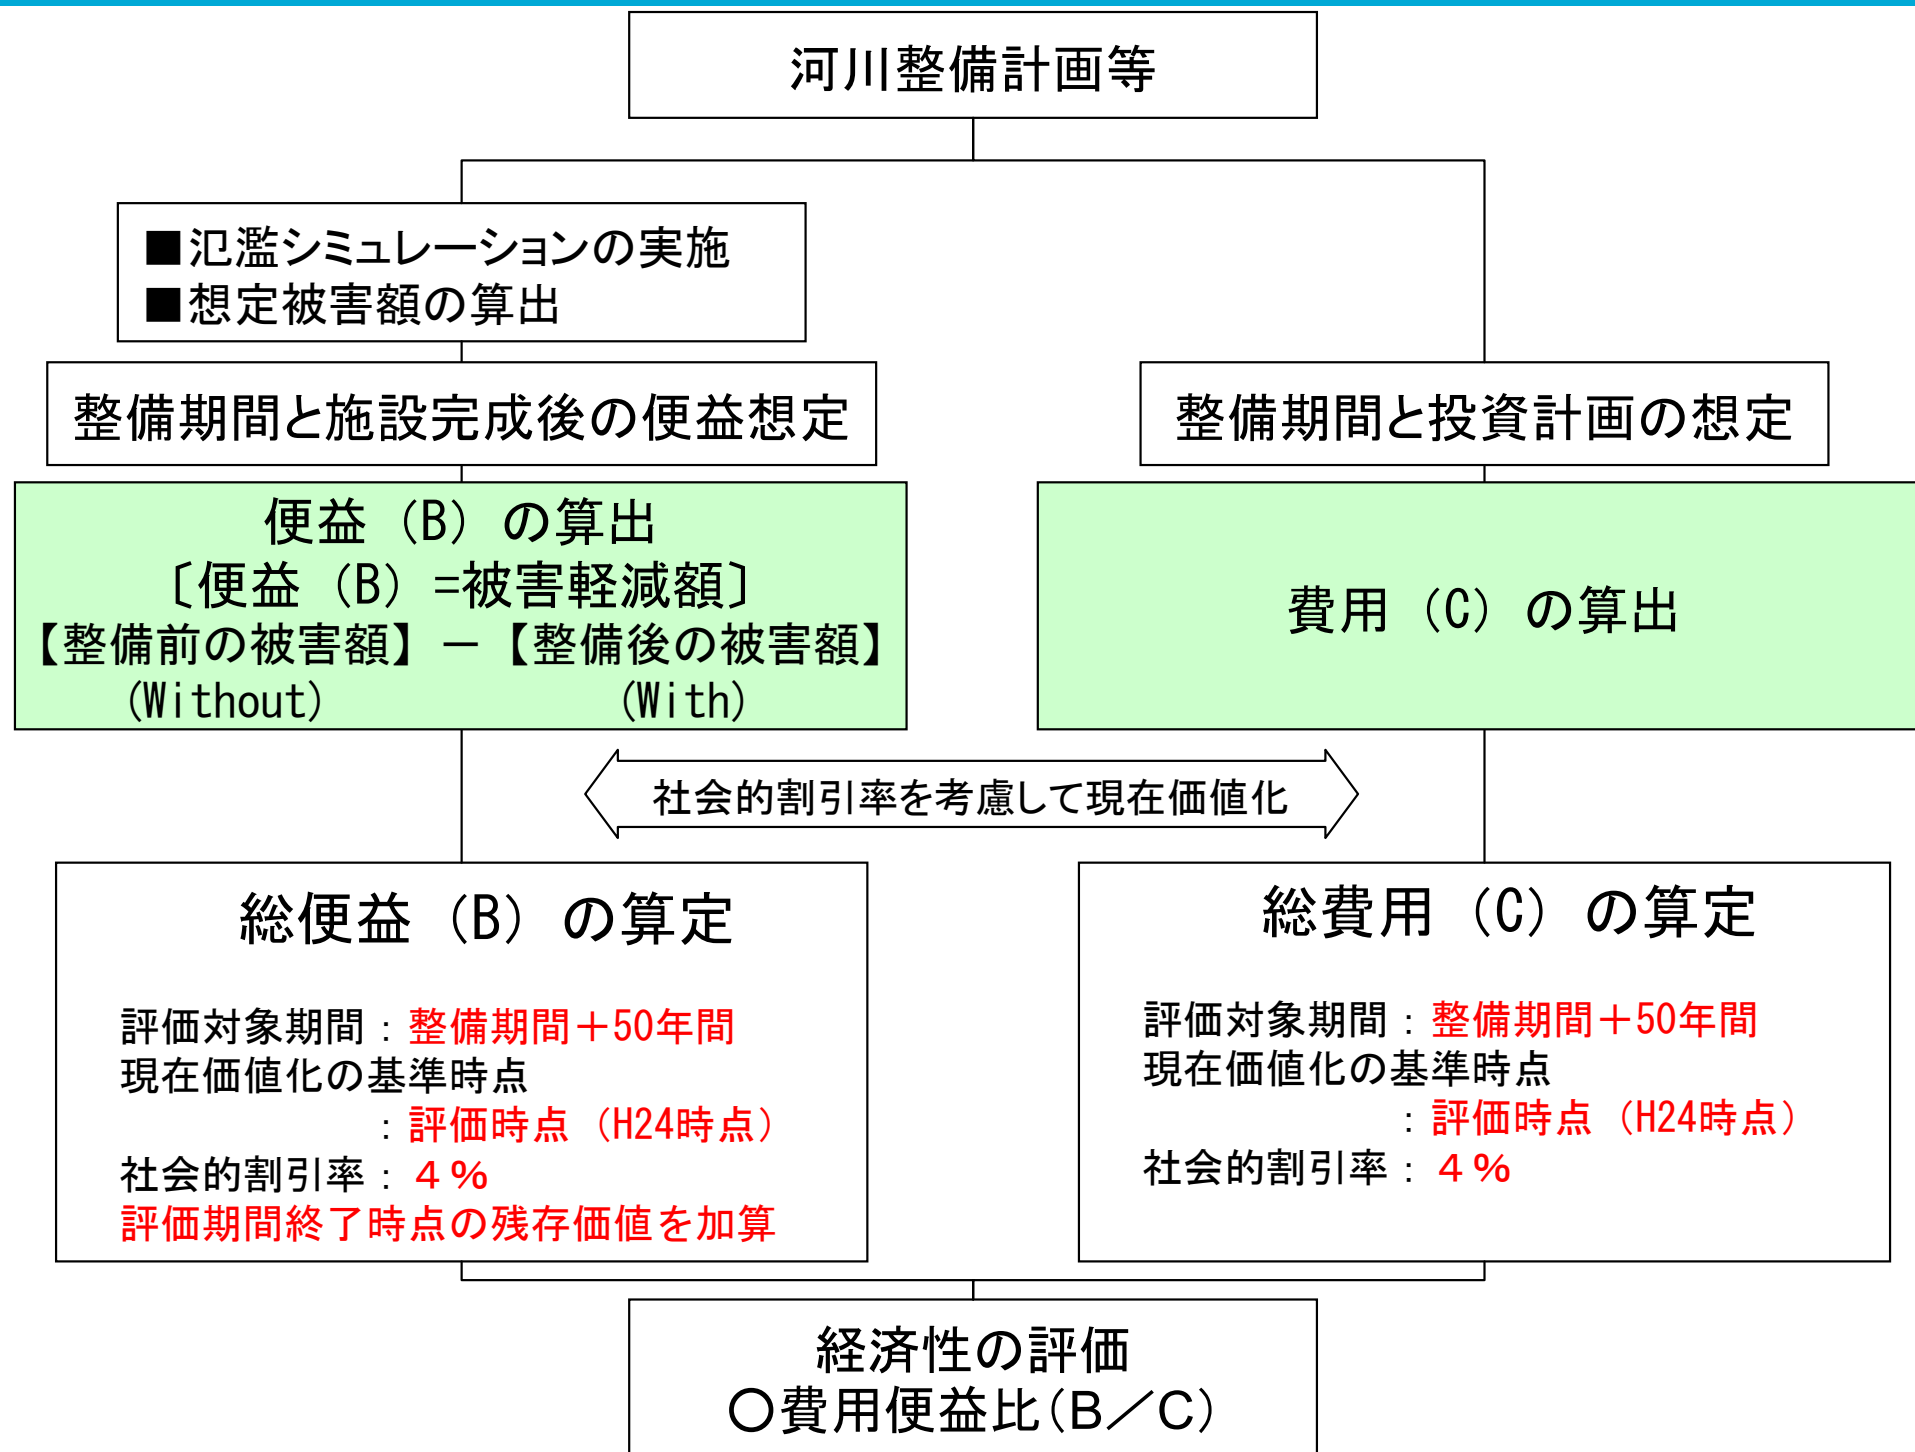 河川整備計画等
■氾濫シミュレーションの実施
■想定被害額の算出
整備期間と施設完成後の便益想定
整備期間と投資計画の想定
便益（B）の算出
〔便益（B）=被害軽減額〕
【整備前の被害額】－【整備後の被害額】
(Without) (With)
費用（C）の算出
社会的割引率を考慮して現在価値化
総便益（B）の算定
評価対象期間：整備期間＋50年間
現在価値化の基準時点
：評価時点（H24時点）
社会的割引率：４％
評価期間終了時点の残存価値を加算
総費用（C）の算定
評価対象期間：整備期間＋50年間
現在価値化の基準時点
：評価時点（H24時点）
社会的割引率：４％
経済性の評価
〇費用便益比（B／C）